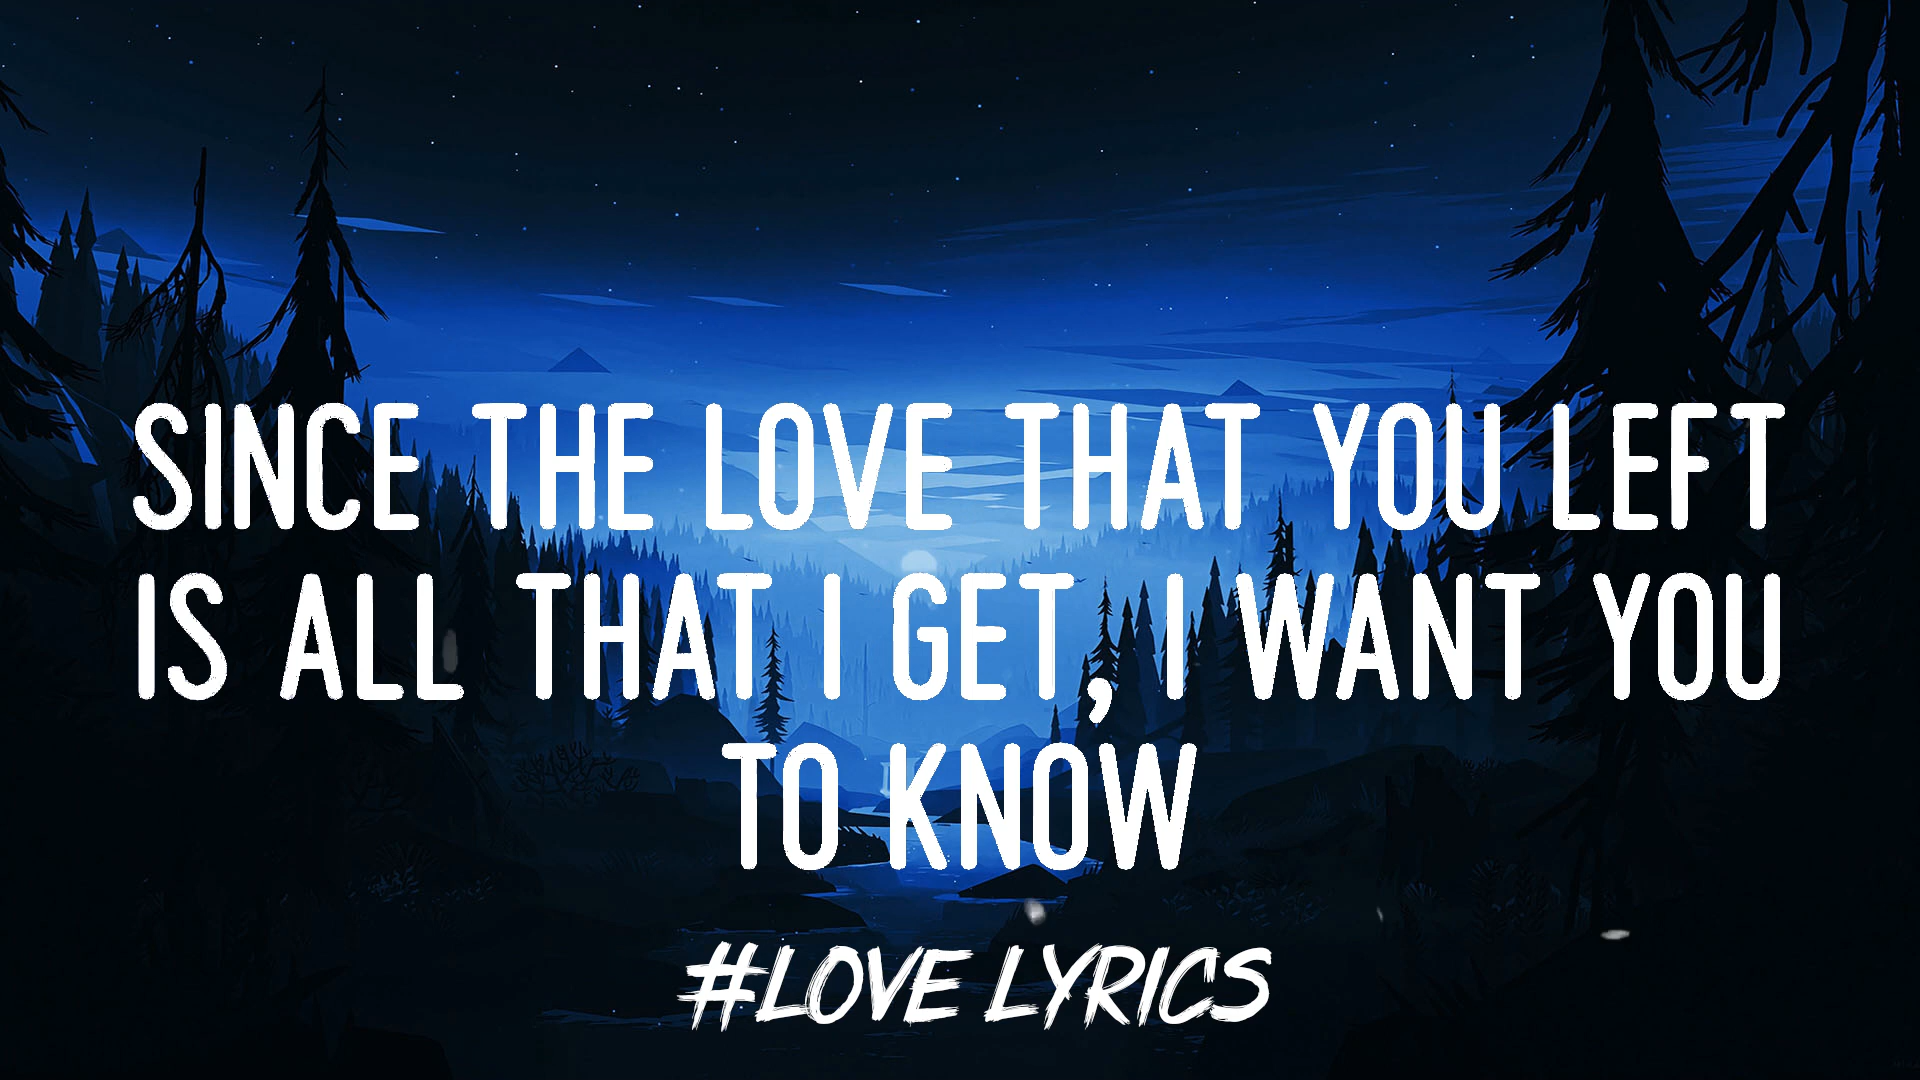 SINCE THE LOVE THAT YOU LEFT
IS ALL THAT I GET, I WANT YOU
TO KNOW
#LOVE LYRICS